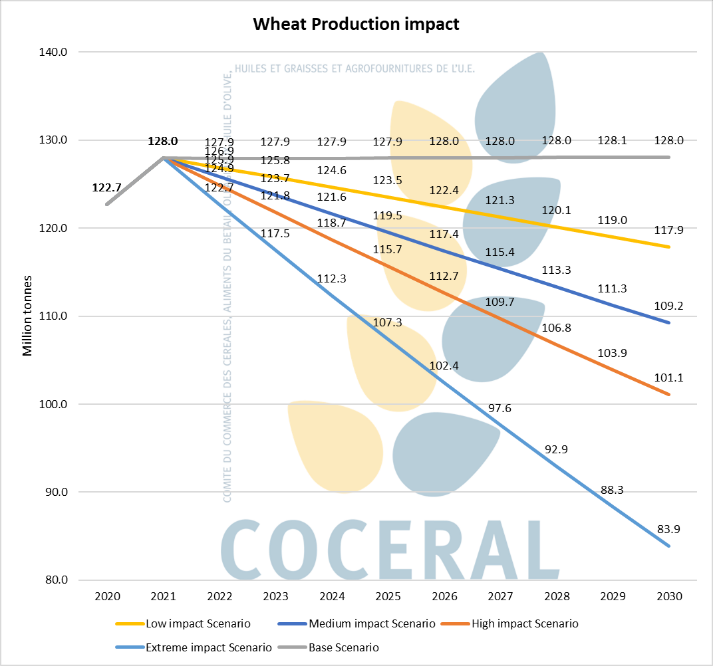 Wheat Production impact
140.0
HUILES ET GRAISSES ET AGROFOURNITURES DE L'U.E.
130.0
128.0 127.9 127.9 127.9 127.9 128.0 128.0 128.0 128.1 128.0
126.9 125.8 124.6 123.5 122.4 121.3 120.1 119.0 117.9
125.9 123.7 121.6 119.5 117.4 115.4 113.3 111.3 109.2
124.9 121.8 118.7 115.7 112.7 109.7 106.8 103.9 101.1
122.7 122.7 117.5 112.3 107.3 102.4 97.6 92.9 88.3 83.9
120.0
110.0
100.0
90.0
80.0
Million tonnes
COMITE DU COMMERCE DES CEREALES, ALIMENTS DU BETAIL, HUILE D'OLIVE,
COCERAL
2020 2021 2022 2023 2024 2025 2026 2027 2028 2029 2030
Low impact Scenario Medium impact Scenario High impact Scenario
Extreme impact Scenario Base Scenario